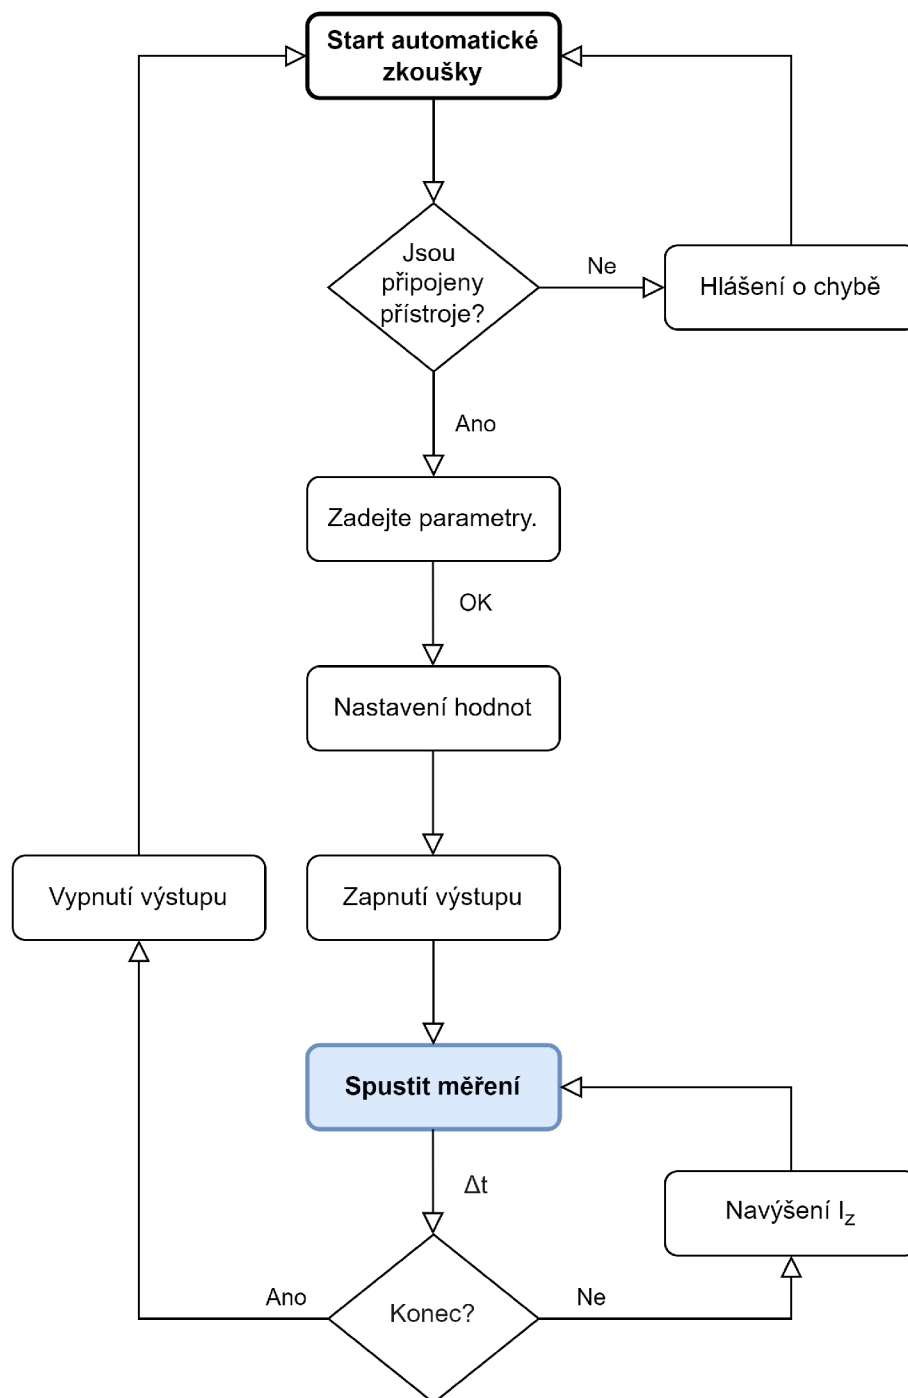 Start automatické
zkoušky
Jsou
připojeny
přístroje?
Ne
Hlášení o chybě
Ano
Zadejte parametry.
OK
Nastavení hodnot
Vypnutí výstupu
Zapnutí výstupu
Spustit měření
Δt
Navýšení I_z
Ano
Konec?
Ne